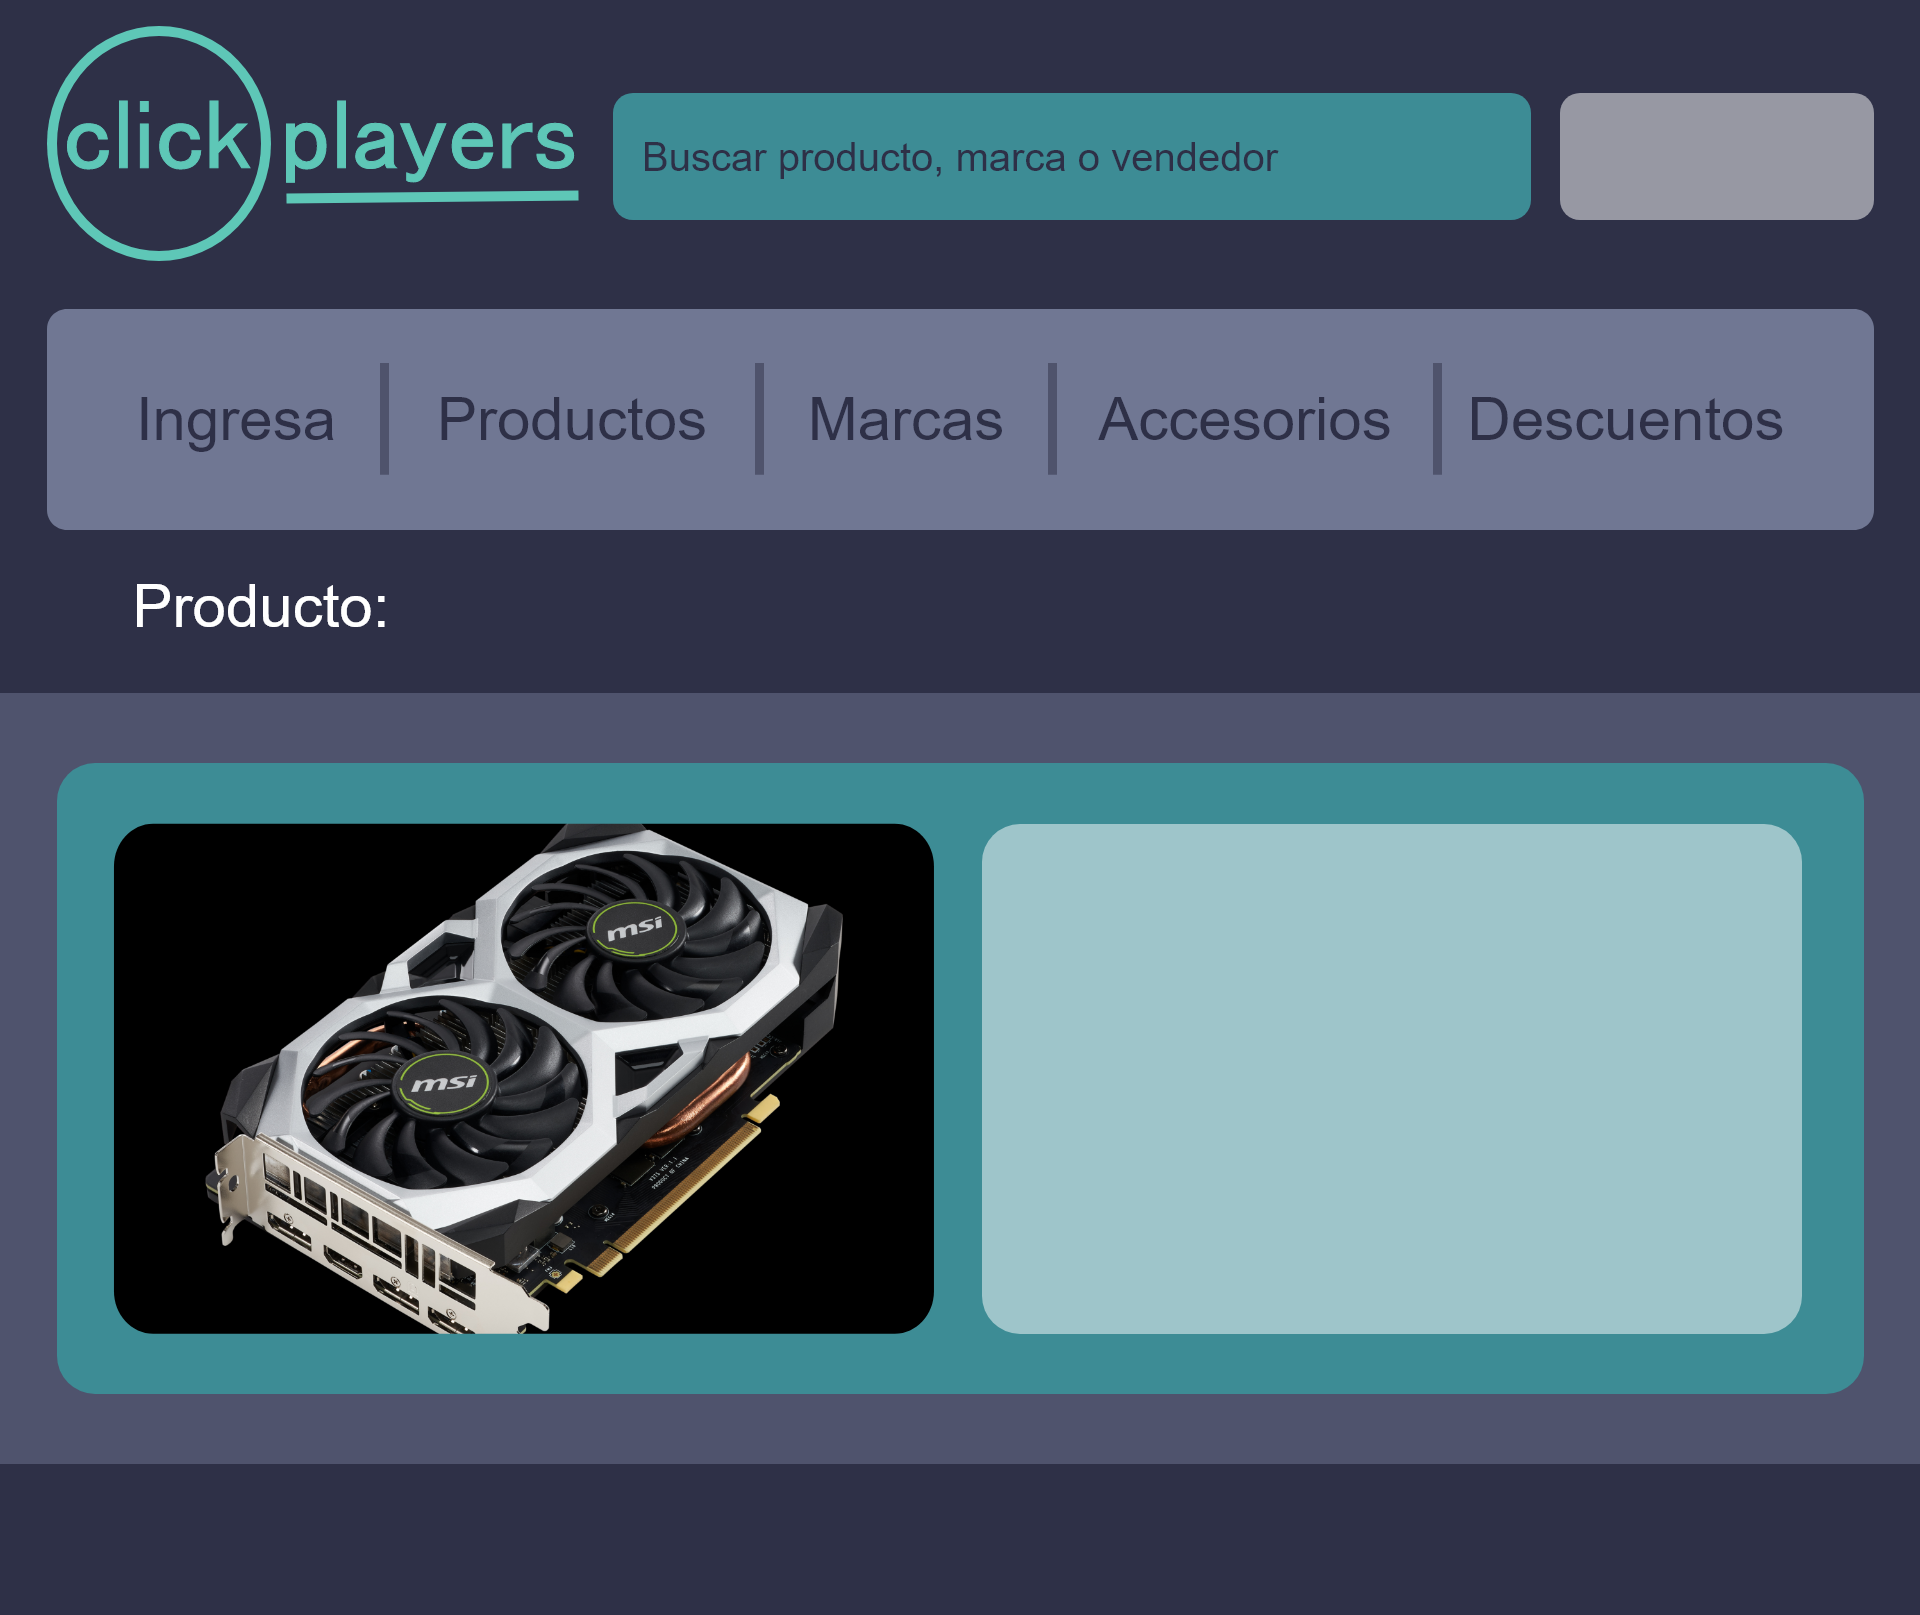 click players
Buscar producto, marca o vendedor
Ingresa
Productos
Marcas
Accesorios
Descuentos
Producto:
msi
msi